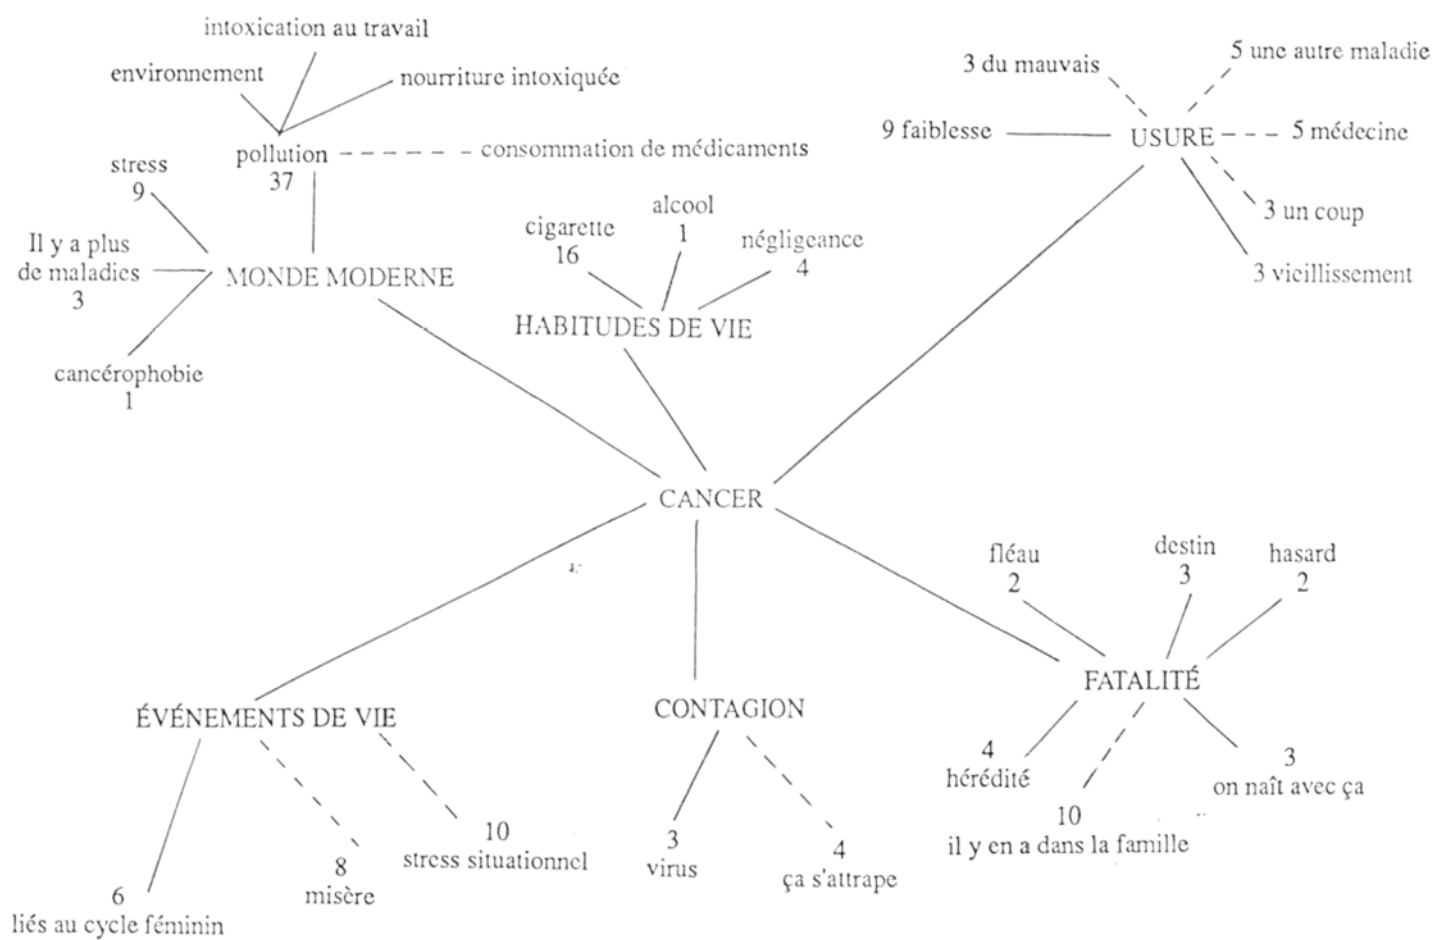 intoxication au travail
environnement
nourriture intoxiquée
pollution
37
consommation de médicaments
stress
9
Il y a plus
de maladies
3
MONDE MODERNE
cancérophobie
1
cigarette
16
alcool
1
négligeance
4
HABITUDES DE VIE
3 du mauvais
5 une autre maladie
9 faiblesse
USURE
5 médecine
3 un coup
3 vieillissement
CANCER
fléau
2
destin
3
hasard
2
FATALITÉ
4
hérédité
10
il y en a dans la famille
3
on naît avec ça
ÉVÉNEMENTS DE VIE
6
liés au cycle féminin
8
misère
10
stress situationnel
CONTAGION
3
virus
4
ça s'attrape